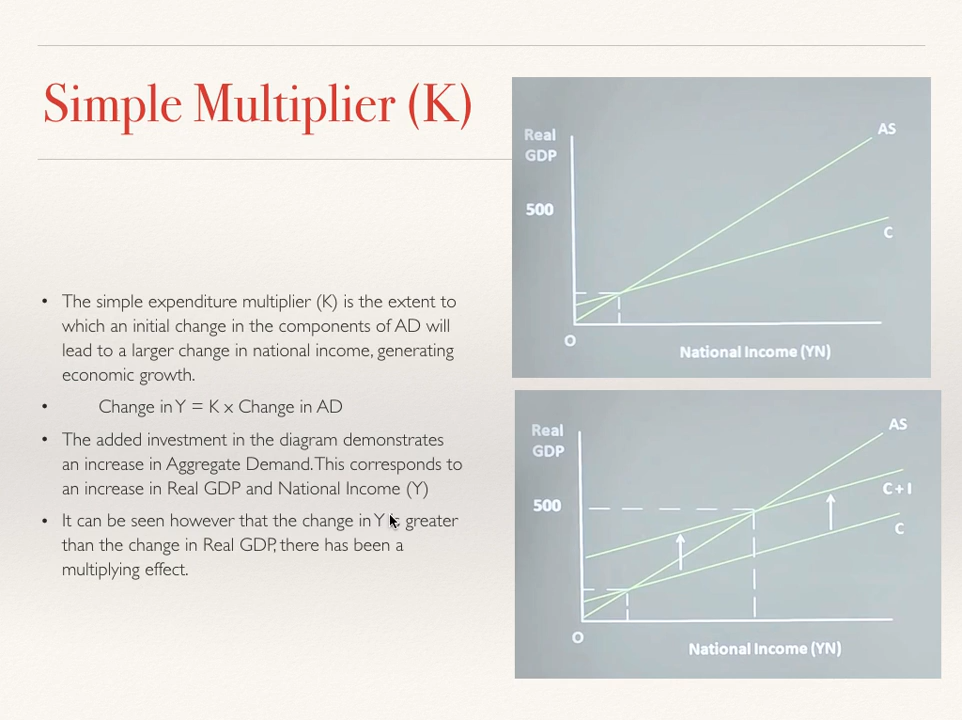 Simple Multiplier (K)
• The simple expenditure multiplier (K) is the extent to
which an initial change in the components of AD will
lead to a larger change in national income, generating
economic growth.
• Change in Y = K x Change in AD
• The added investment in the diagram demonstrates
an increase in Aggregate Demand. This corresponds to
an increase in Real GDP and National Income (Y)
• It can be seen however that the change in Y is greater
than the change in Real GDP, there has been a
multiplying effect.
Real
GDP
AS
500
C
O
National Income (YN)
Real
GDP
AS
C + I
500
C
O
National Income (YN)